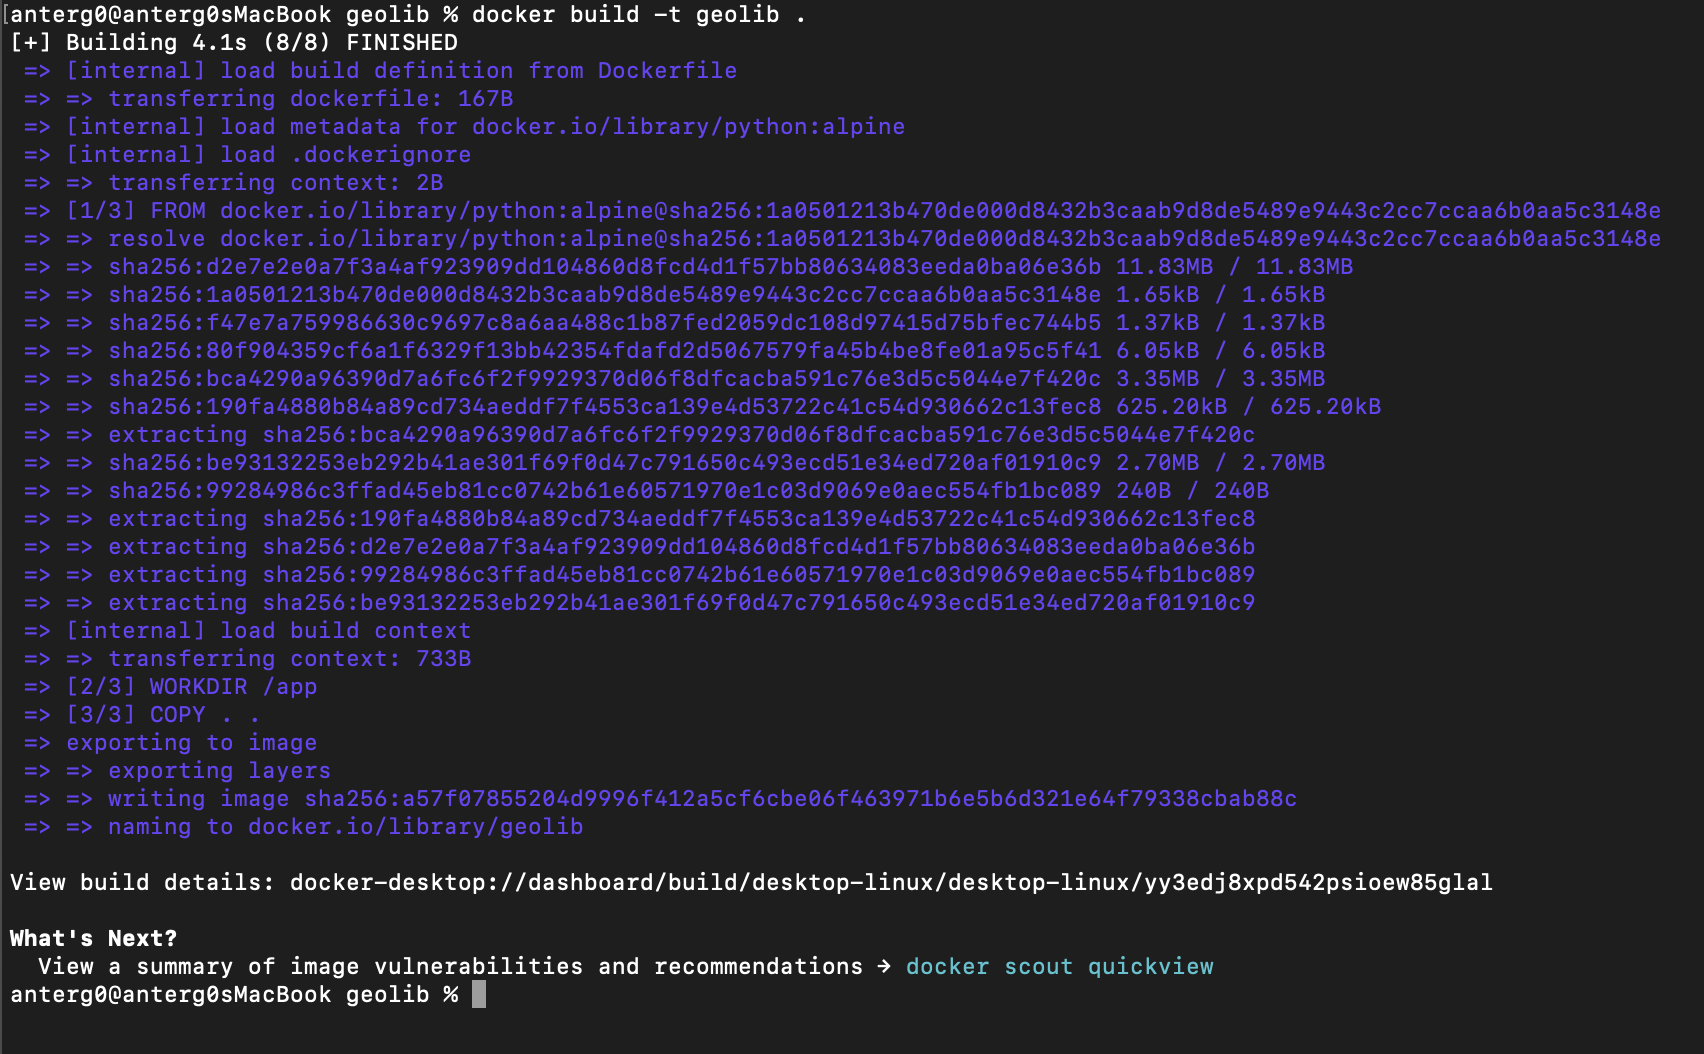 [anterg0@anterg0sMacBook geolib % docker build -t geolib .
[+] Building 4.1s (8/8) FINISHED
=> [internal] load build definition from Dockerfile
=> => transferring dockerfile: 167B
=> [internal] load metadata for docker.io/library/python:alpine
=> [internal] load .dockerignore
=> => transferring context: 2B
=> [1/3] FROM docker.io/library/python:alpine@sha256:1a0501213b470de000d8432b3caab9d8de5489e9443c2cc7ccaa6b0aa5c3148e
=> => resolve docker.io/library/python:alpine@sha256:1a0501213b470de000d8432b3caab9d8de5489e9443c2cc7ccaa6b0aa5c3148e
=> => sha256:d2e7e2e0a7f3a4af923909dd104860d8fcd4d1f57bb80634083eeda0ba06e36b 11.83MB / 11.83MB
=> => sha256:1a0501213b470de000d8432b3caab9d8de5489e9443c2cc7ccaa6b0aa5c3148e 1.65kB / 1.65kB
=> => sha256:f47e7a759986630c9697c8a6aa488c1b87fed2059dc108d97415d75bfec744b5 1.37kB / 1.37kB
=> => sha256:80f904359cf6a1f6329f13bb42354fdafd2d5067579fa45b4be8fe01a95c5f41 6.05kB / 6.05kB
=> => sha256:bca4290a96390d7a6fc6f2f9929370d06f8dfcacba591c76e3d5c5044e7f420c 3.35MB / 3.35MB
=> => sha256:190fa4880b84a89cd734aeddf7f4553ca139e4d53722c41c54d930662c13fec8 625.20kB / 625.20kB
=> => extracting sha256:bca4290a96390d7a6fc6f2f9929370d06f8dfcacba591c76e3d5c5044e7f420c
=> => sha256:be93132253eb292b41ae301f69f0d47c791650c493ecd51e34ed720af01910c9 2.70MB / 2.70MB
=> => sha256:99284986c3ffad45eb81cc0742b61e60571970e1c03d9069e0aec554fb1bc089 240B / 240B
=> => extracting sha256:190fa4880b84a89cd734aeddf7f4553ca139e4d53722c41c54d930662c13fec8
=> => extracting sha256:d2e7e2e0a7f3a4af923909dd104860d8fcd4d1f57bb80634083eeda0ba06e36b
=> => extracting sha256:99284986c3ffad45eb81cc0742b61e60571970e1c03d9069e0aec554fb1bc089
=> => extracting sha256:be93132253eb292b41ae301f69f0d47c791650c493ecd51e34ed720af01910c9
=> [internal] load build context
=> => transferring context: 733B
=> [2/3] WORKDIR /app
=> [3/3] COPY . .
=> exporting to image
=> => exporting layers
=> => writing image sha256:a57f07855204d9996f412a5cf6cbe06f463971b6e5b6d321e64f79338cbab88c
=> => naming to docker.io/library/geolib
View build details: docker-desktop://dashboard/build/desktop-linux/desktop-linux/yy3edj8xpd542psioew85glal
What's Next?
View a summary of image vulnerabilities and recommendations → docker scout quickview
anterg0@anterg0sMacBook geolib %